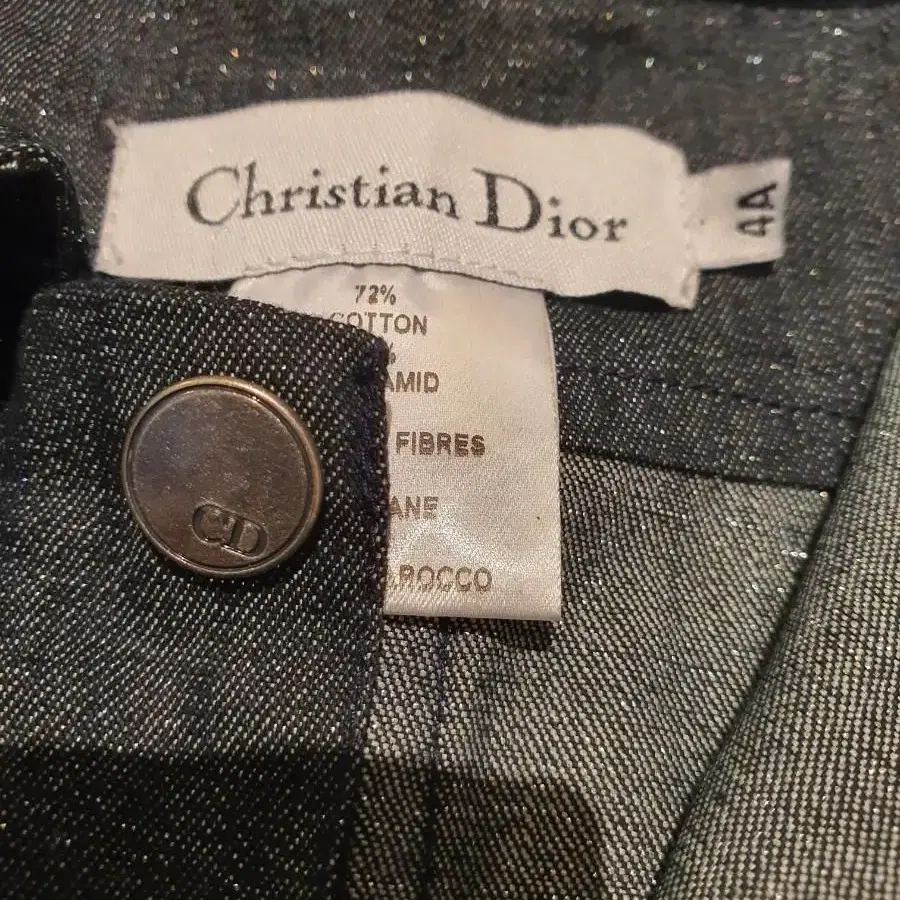 Christian Dior
4A
72%
COTTON
%
AMID
FIBRES
ANE
ROCCO
CD